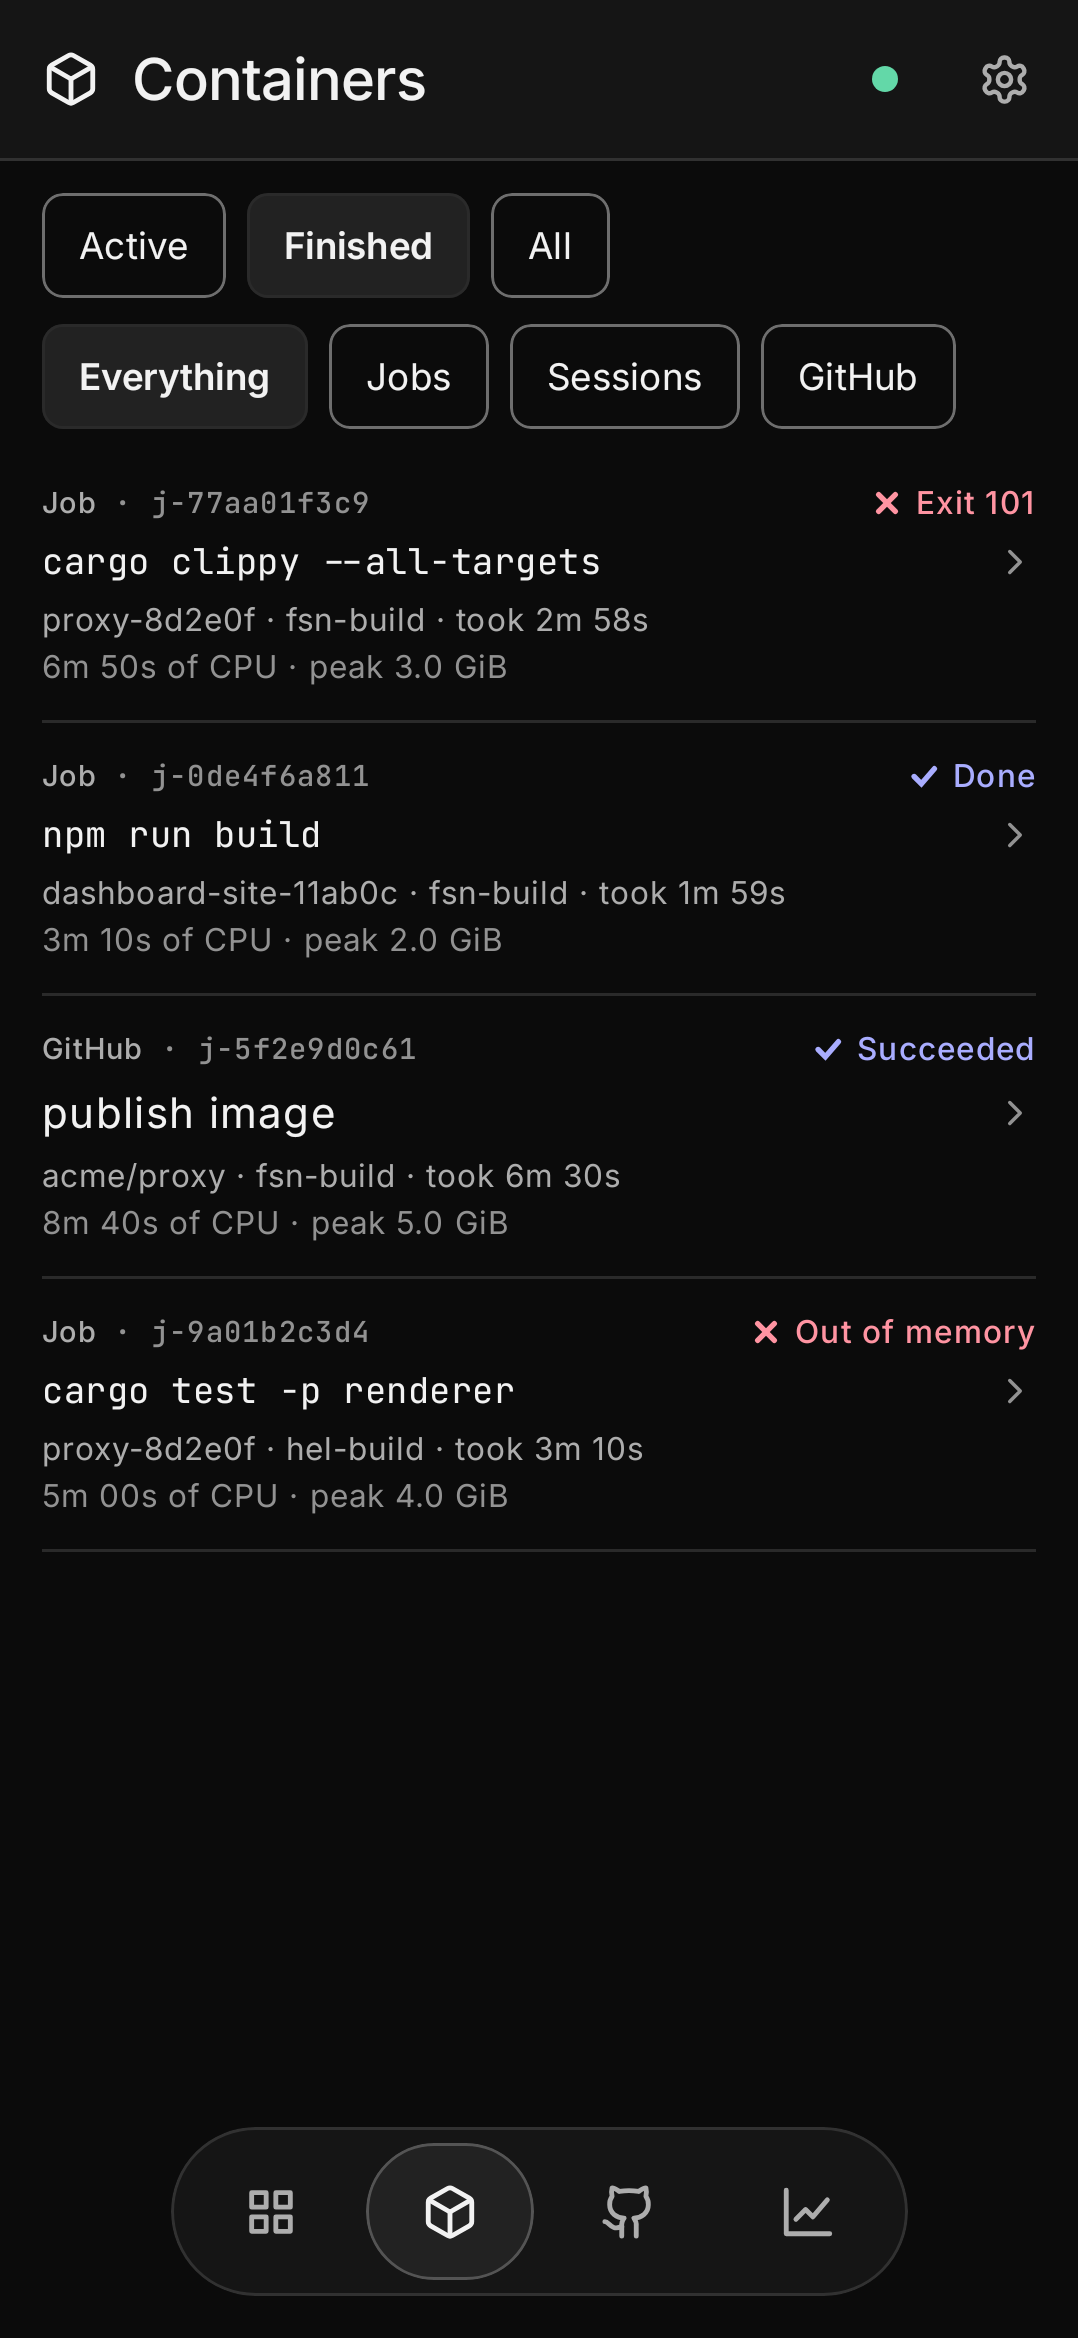 Containers
Active Finished All
Everything Jobs Sessions GitHub
Job · j-77aa01f3c9 Exit 101
cargo clippy --all-targets
proxy-8d2e0f · fsn-build · took 2m 58s
6m 50s of CPU · peak 3.0 GiB
Job · j-0de4f6a811 Done
npm run build
dashboard-site-11ab0c · fsn-build · took 1m 59s
3m 10s of CPU · peak 2.0 GiB
GitHub · j-5f2e9d0c61 Succeeded
publish image
acme/proxy · fsn-build · took 6m 30s
8m 40s of CPU · peak 5.0 GiB
Job · j-9a01b2c3d4 Out of memory
cargo test -p renderer
proxy-8d2e0f · hel-build · took 3m 10s
5m 00s of CPU · peak 4.0 GiB